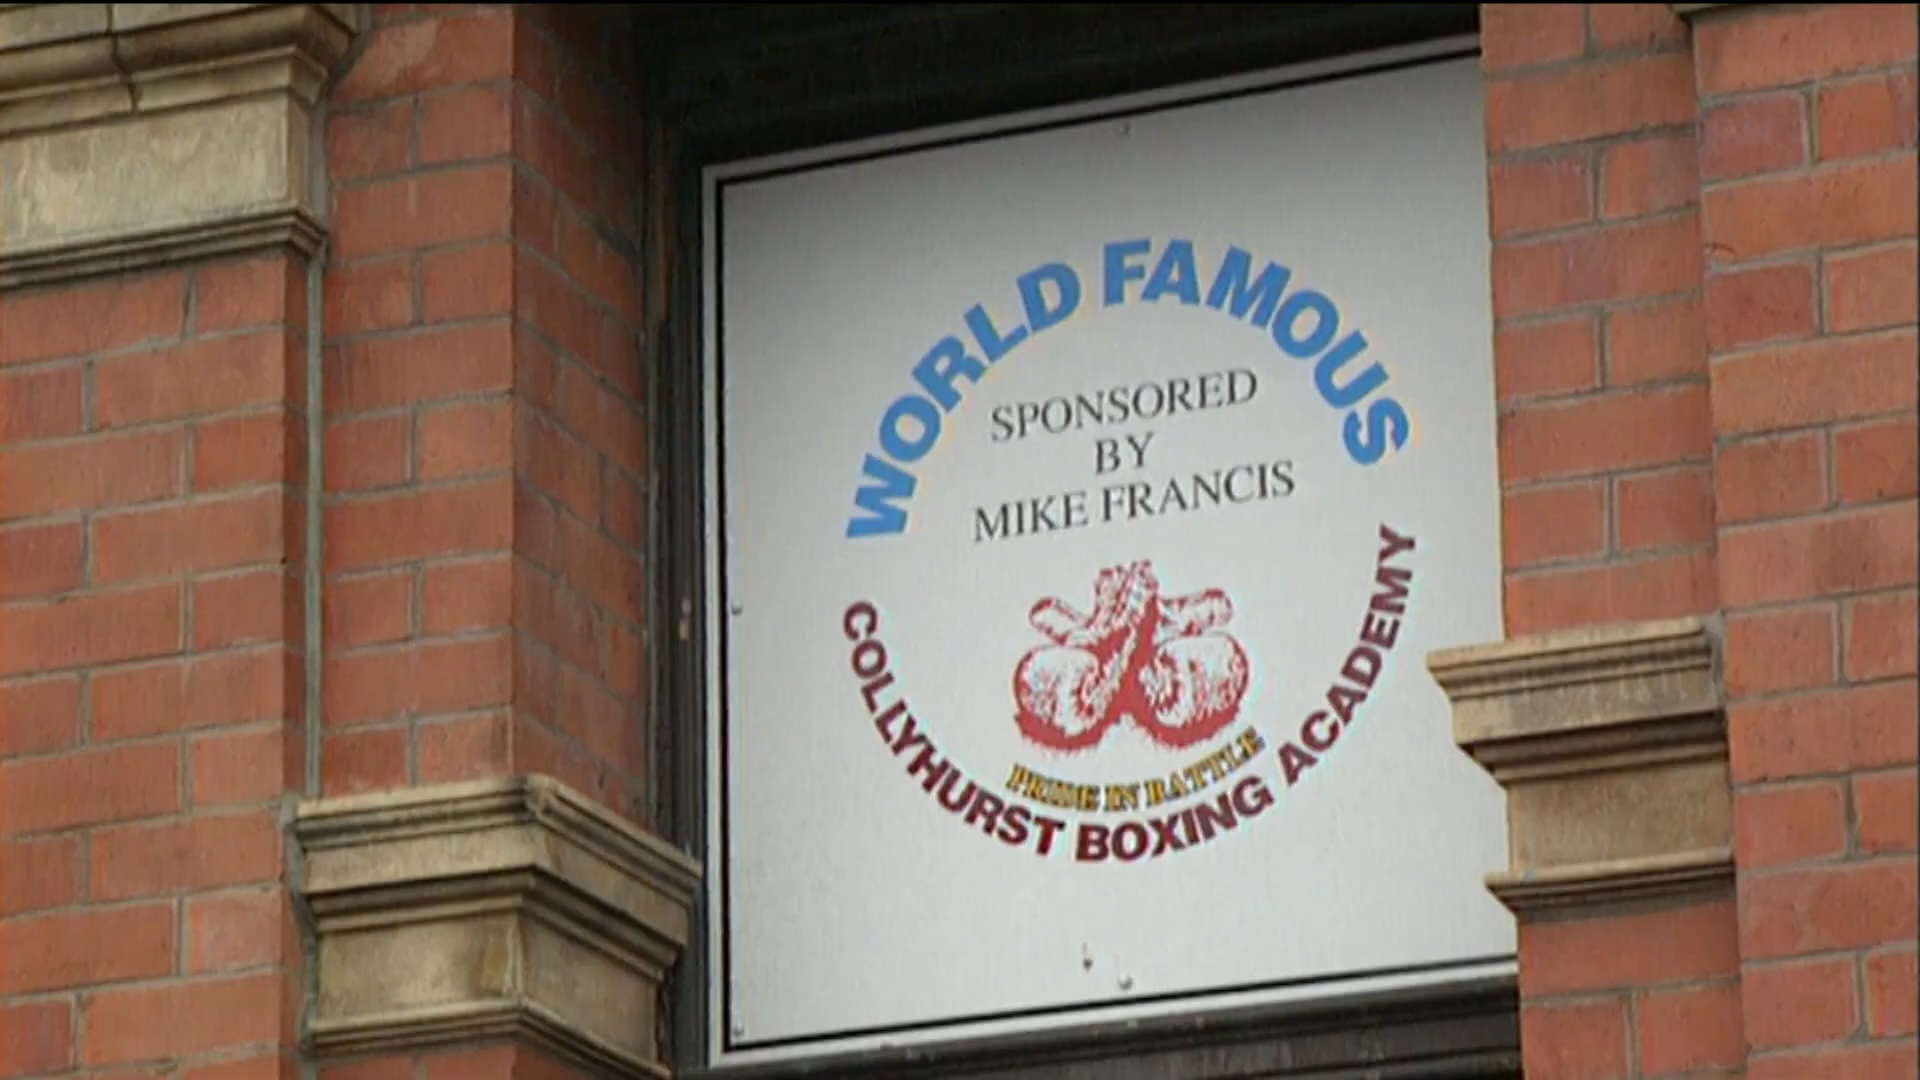 WORLD FAMOUS
SPONSORED
BY
MIKE FRANCIS
PRIDE IN BATTLE
COLLYHURST BOXING ACADEMY